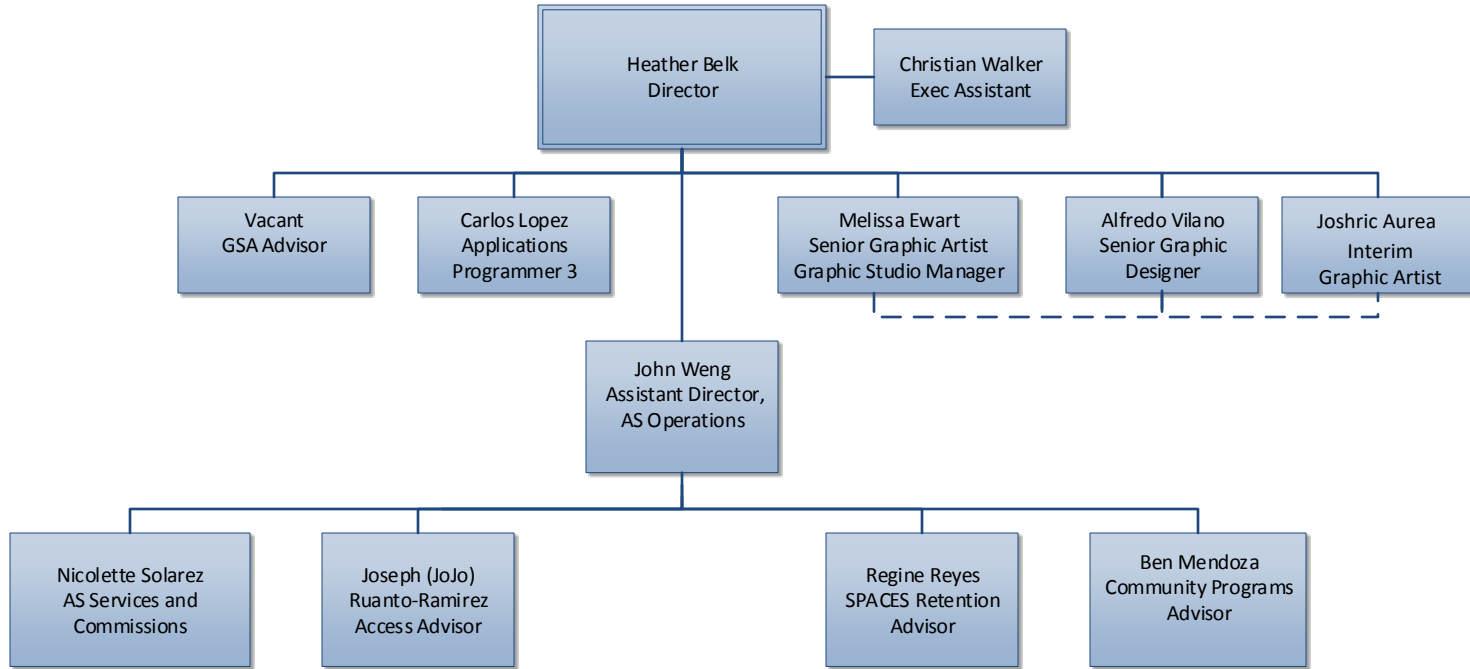 Heather Belk
Director
Christian Walker
Exec Assistant
Vacant
GSA Advisor
Carlos Lopez
Applications
Programmer 3
Melissa Ewart
Senior Graphic Artist
Graphic Studio Manager
Alfredo Vilano
Senior Graphic
Designer
Joshric Aurea
Interim
Graphic Artist
John Weng
Assistant Director,
AS Operations
Nicolette Solarez
AS Services and
Commissions
Joseph (JoJo)
Ruanto-Ramirez
Access Advisor
Regine Reyes
SPACES Retention
Advisor
Ben Mendoza
Community Programs
Advisor